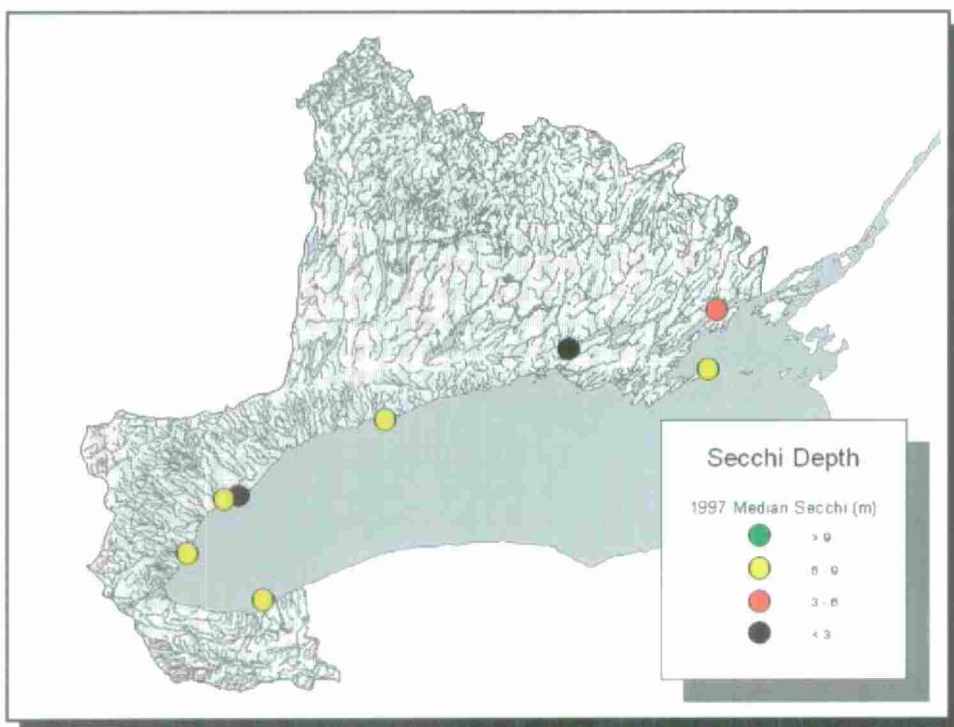 Secchi Depth
1997 Median Secchi (m)
> 9
6 - 9
3 - 6
< 3